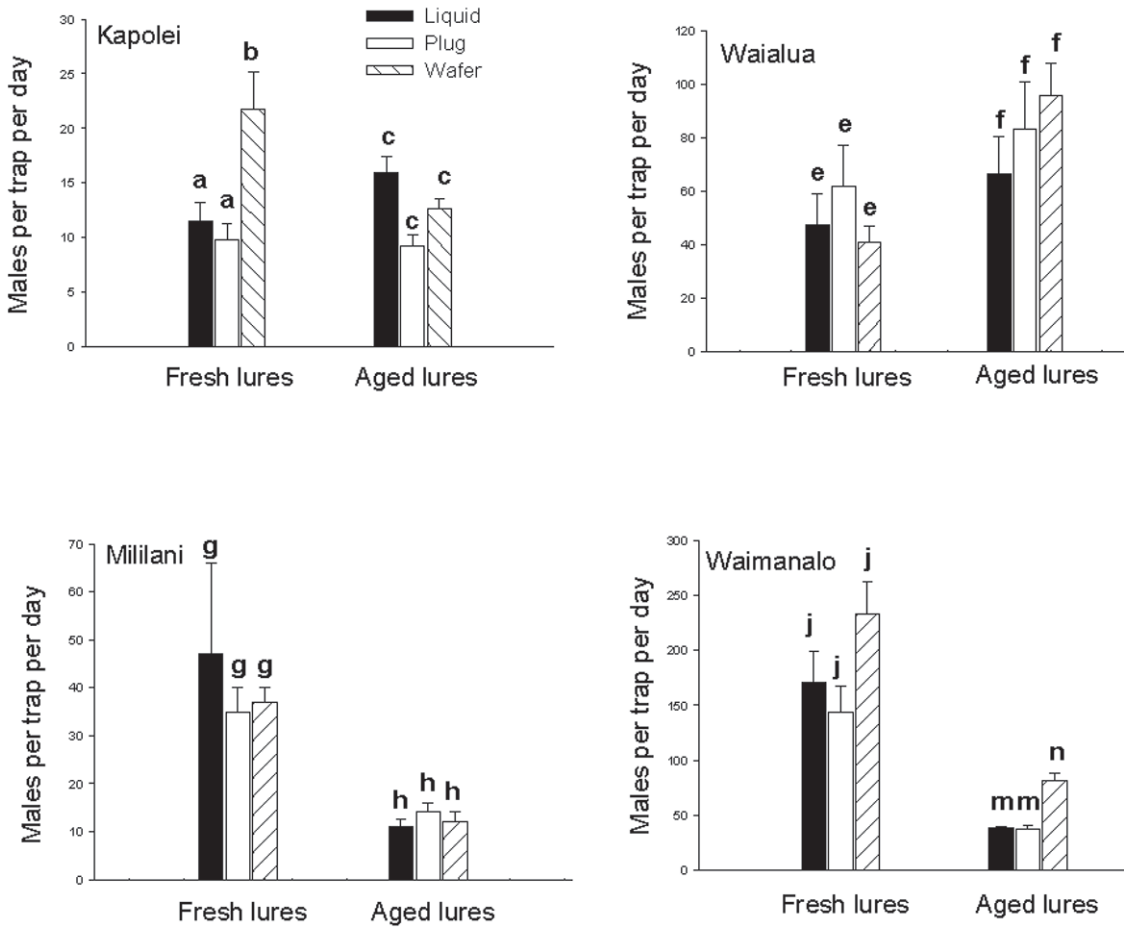 Kapolei
Liquid
Plug
Wafer
Males per trap per day
30
25
20
15
10
5
0
a
a
b
c
c
c
Fresh lures
Aged lures
Waialua
Males per trap per day
120
100
80
60
40
20
0
e
e
e
f
f
f
Fresh lures
Aged lures
Mililani
Males per trap per day
70
60
50
40
30
20
10
0
g
g
g
h
h
h
Fresh lures
Aged lures
Waimanalo
Males per trap per day
300
250
200
150
100
50
0
j
j
j
m
m
n
Fresh lures
Aged lures